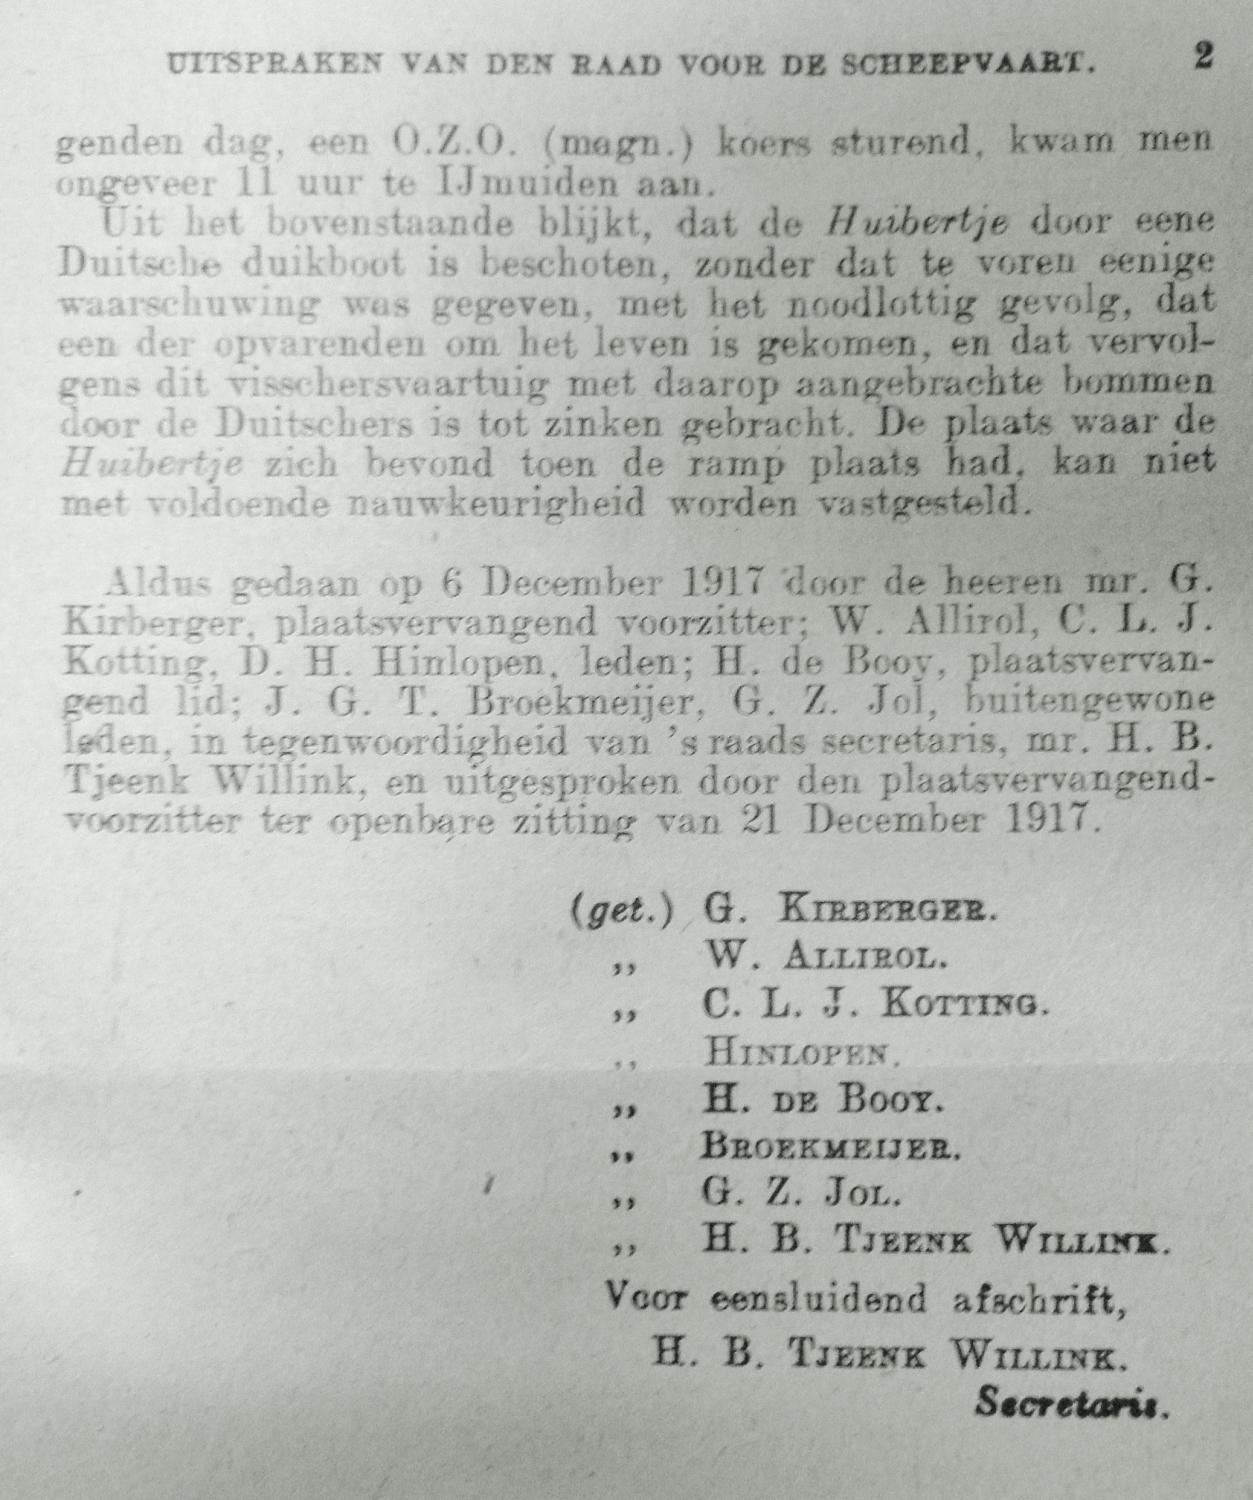 UITSPRAKEN VAN DEN RAAD VOOR DE SCHEEPVAART. 2
genden dag, een O.Z.O. (magn.) koers sturend, kwam men
ongeveer 11 uur te IJmuiden aan.
Uit het bovenstaande blijkt, dat de Huibertje door eene
Duitsche duikboot is beschoten, zonder dat te voren eenige
waarschuwing was gegeven, met het noodlottig gevolg, dat
een der opvarenden om het leven is gekomen, en dat vervol-
gens dit visschersvaartuig met daarop aangebrachte bommen
door de Duitschers is tot zinken gebracht. De plaats waar de
Huibertje zich bevond toen de ramp plaats had, kan niet
met voldoende nauwkeurigheid worden vastgesteld.
Aldus gedaan op 6 December 1917 door de heeren mr. G.
Kirberger, plaatsvervangend voorzitter; W. Allirol, C. L. J.
Kotting, D. H. Hinlopen, leden; H. de Booy, plaatsvervan-
gend lid; J. G. T. Broekmeijer, G. Z. Jol, buitengewone
leden, in tegenwoordigheid van 's raads secretaris, mr. H. B.
Tjeenk Willink, en uitgesproken door den plaatsvervangend-
voorzitter ter openbare zitting van 21 December 1917.
(get.) G. KIRBERGER.
,, W. ALLIROL.
,, C. L. J. KOTTING.
,, HINLOPEN.
,, H. DE BOOY.
,, BROEKMEIJER.
,, G. Z. JOL.
,, H. B. TJEENK WILLINK.
Voor eensluidend afschrift,
H. B. TJEENK WILLINK.
Secretaris.